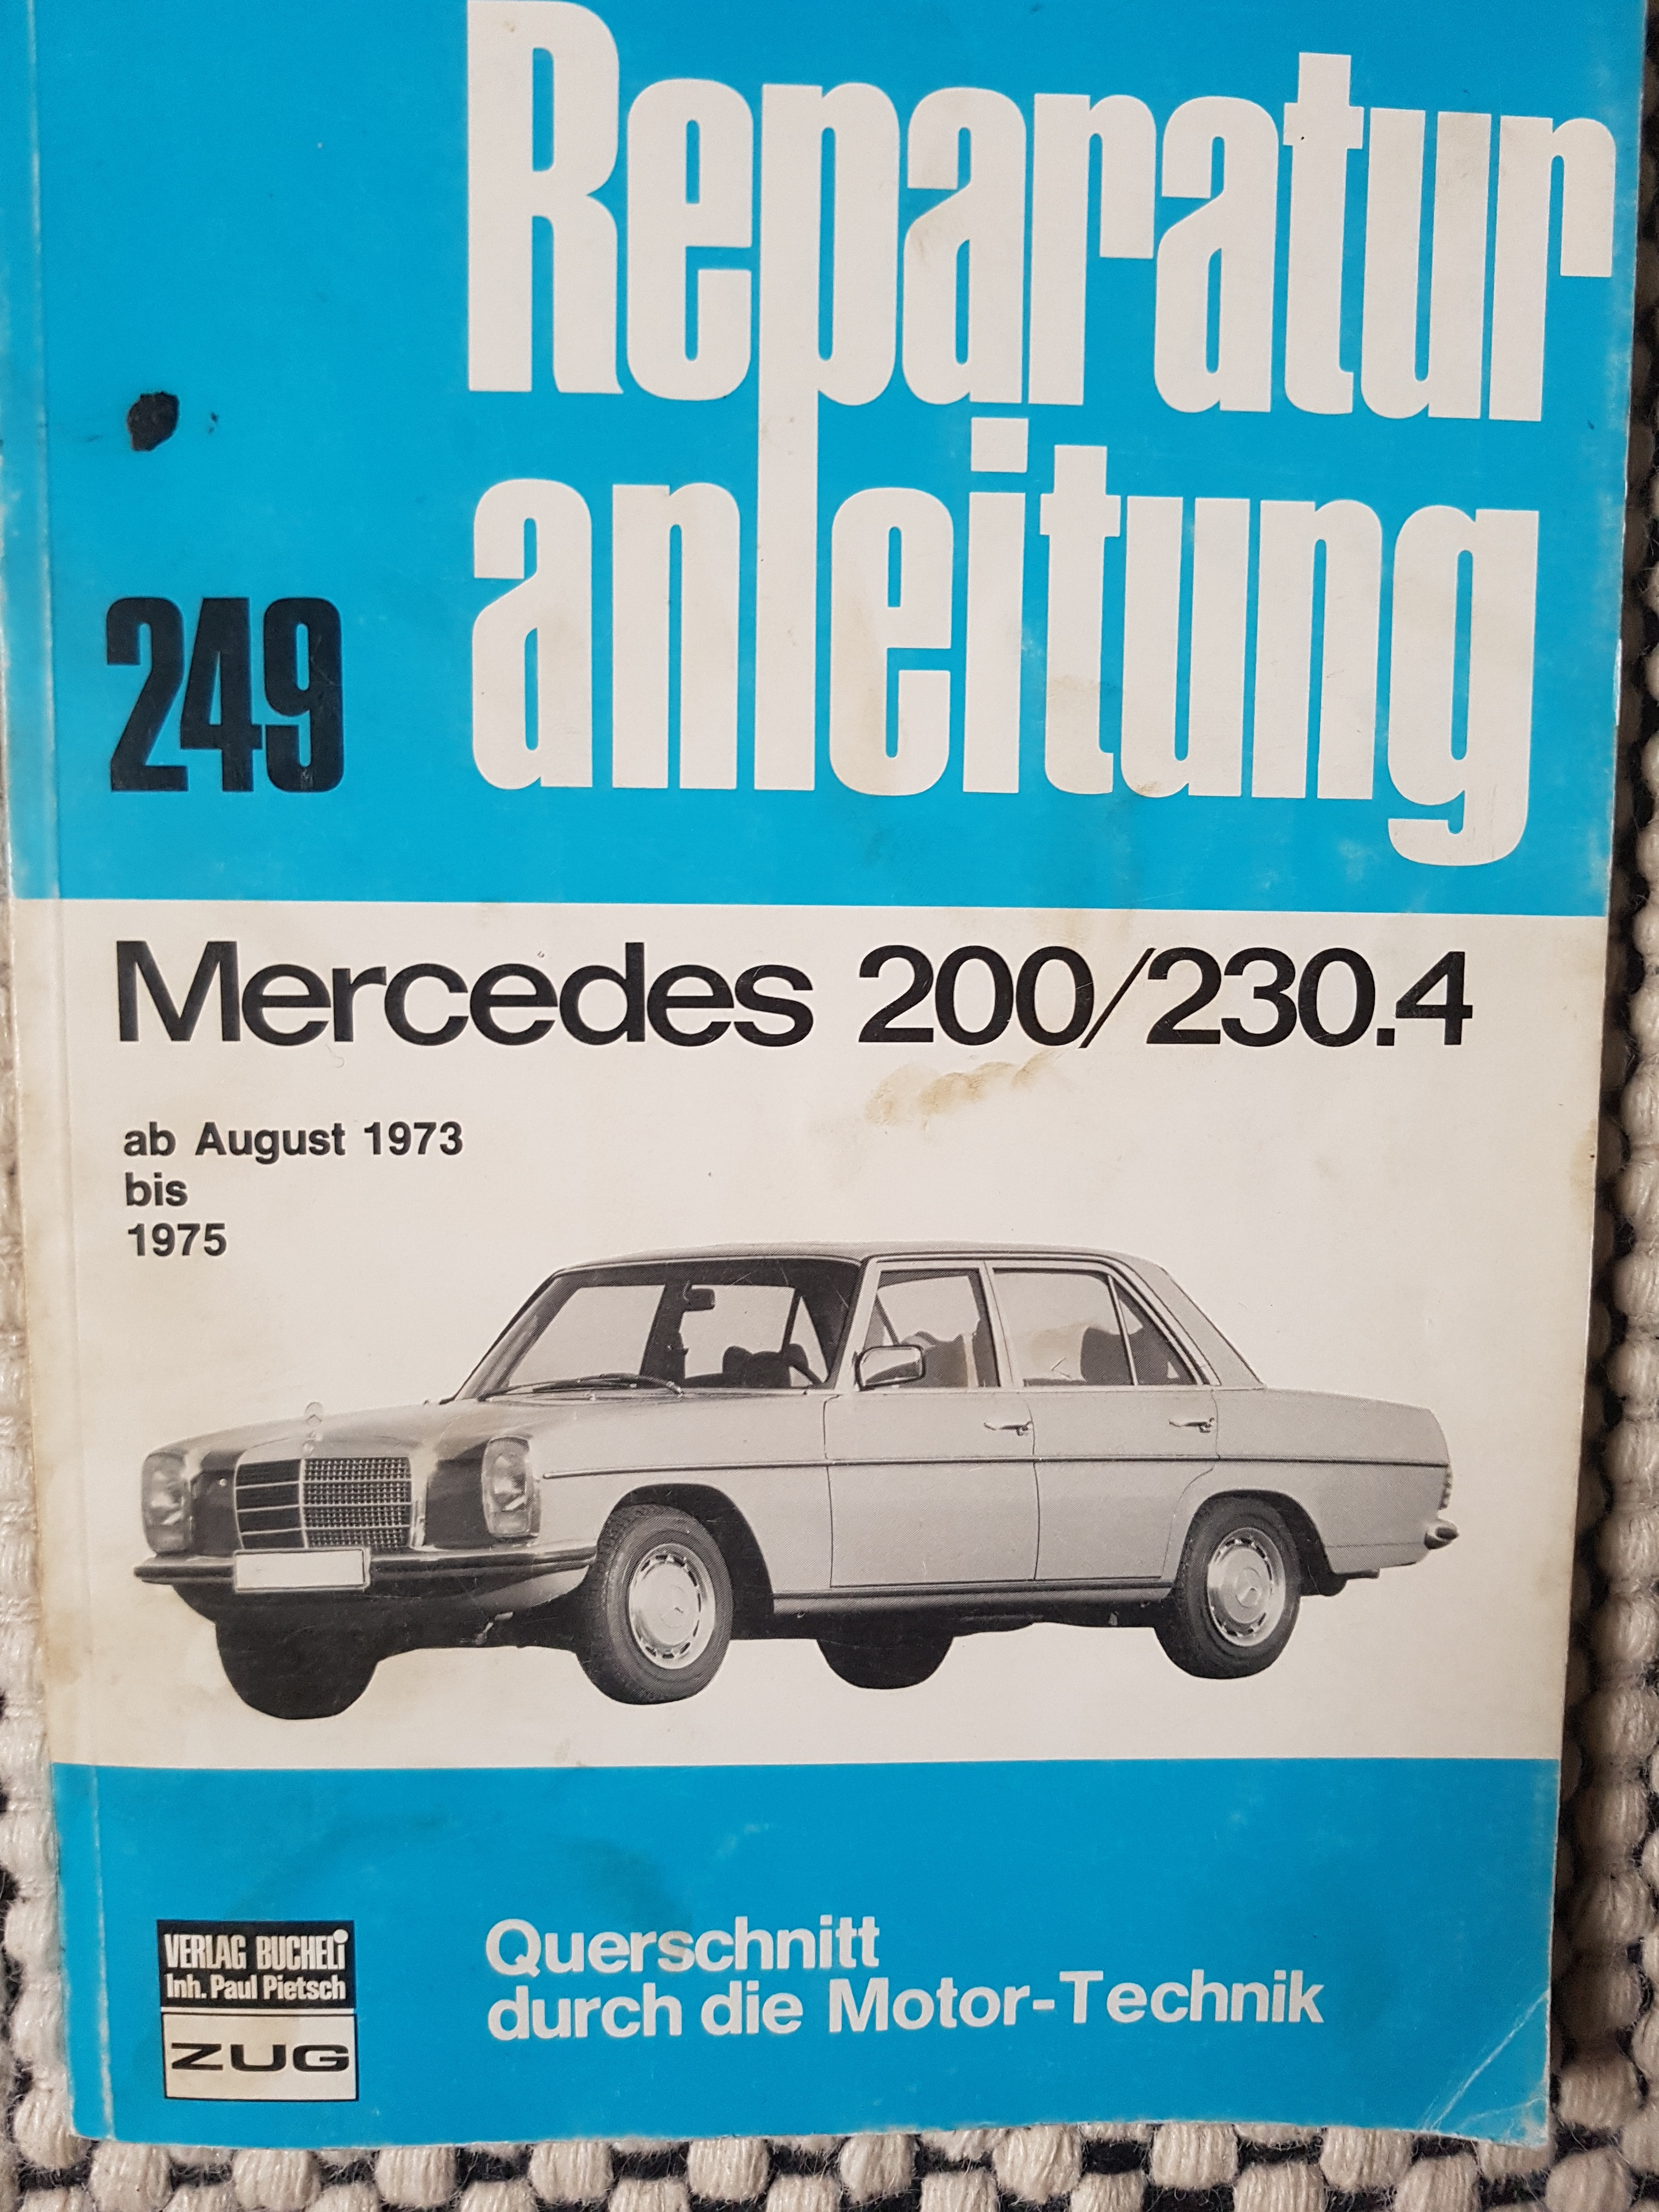 Reparatur
anleitung
249
Mercedes 200/230.4
ab August 1973
bis
1975
VERLAG BUCHELi
Inh. Paul Pietsch
ZUG
Querschnitt
durch die Motor-Technik